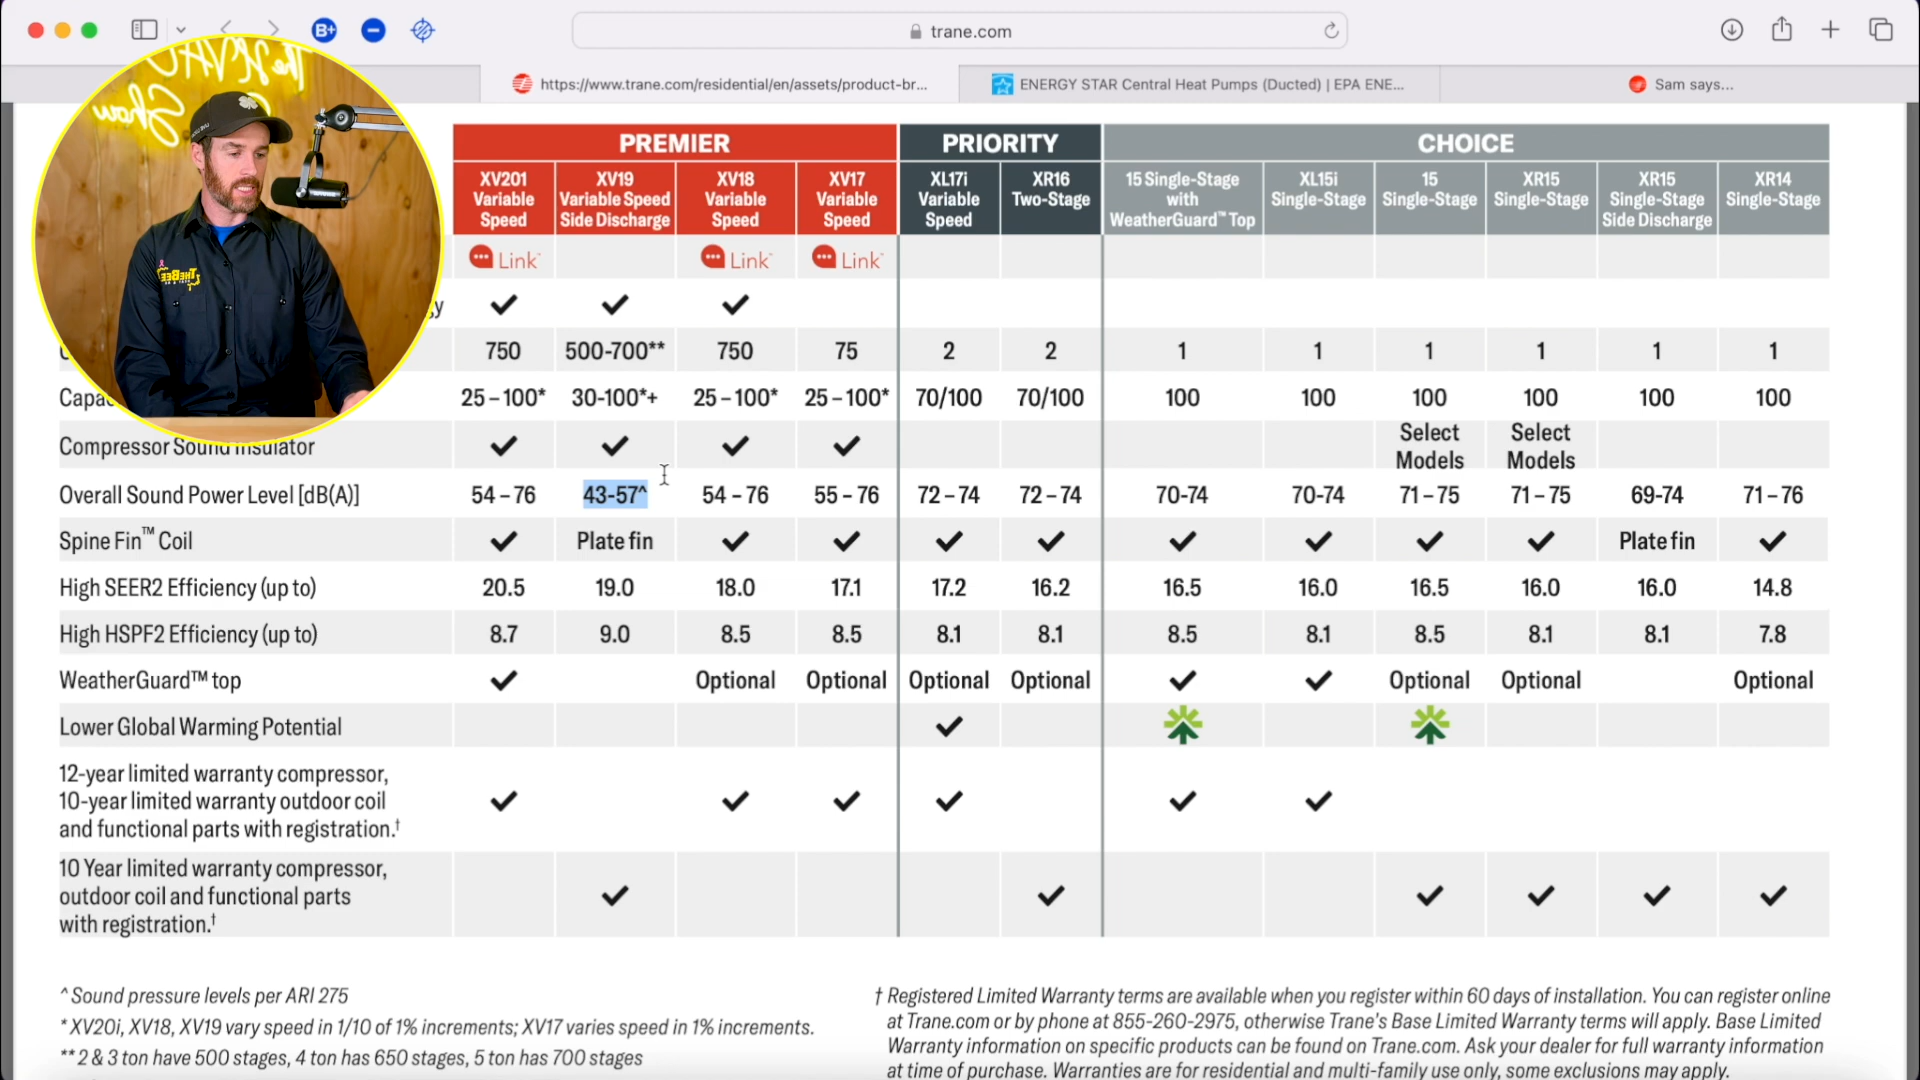 B+
trane.com
https://www.trane.com/residential/en/assets/product-br...
ENERGY STAR Central Heat Pumps (Ducted) | EPA ENE...
Sam says...
The HVAC
Show
THEBEE
PREMIER PRIORITY CHOICE
XV20i Variable Speed
XV19 Variable Speed Side Discharge
XV18 Variable Speed
XV17 Variable Speed
XL17i Variable Speed
XR16 Two-Stage
15 Single-Stage with WeatherGuard™ Top
XL15i Single-Stage
15 Single-Stage
XR15 Single-Stage
XR15 Single-Stage Side Discharge
XR14 Single-Stage
Link Link Link
750 500-700** 750 75 2 2 1 1 1 1 1 1
25–100* 30-100*+ 25–100* 25–100* 70/100 70/100 100 100 100 100 100 100
Compressor Sound Insulator ✓ ✓ ✓ ✓ Select Models Select Models
Overall Sound Power Level [dB(A)] 54–76 43-57^ 54–76 55–76 72–74 72–74 70-74 70-74 71–75 71–75 69-74 71–76
Spine Fin™ Coil ✓ Plate fin ✓ ✓ ✓ ✓ ✓ ✓ ✓ ✓ Plate fin ✓
High SEER2 Efficiency (up to) 20.5 19.0 18.0 17.1 17.2 16.2 16.5 16.0 16.5 16.0 16.0 14.8
High HSPF2 Efficiency (up to) 8.7 9.0 8.5 8.5 8.1 8.1 8.5 8.1 8.5 8.1 8.1 7.8
WeatherGuard™ top ✓ Optional Optional Optional Optional ✓ ✓ Optional Optional Optional
Lower Global Warming Potential ✓
12-year limited warranty compressor,
10-year limited warranty outdoor coil ✓ ✓ ✓ ✓ ✓ ✓
and functional parts with registration.†
10 Year limited warranty compressor,
outdoor coil and functional parts ✓ ✓ ✓ ✓ ✓ ✓
with registration.†
^ Sound pressure levels per ARI 275
* XV20i, XV18, XV19 vary speed in 1/10 of 1% increments; XV17 varies speed in 1% increments.
** 2 & 3 ton have 500 stages, 4 ton has 650 stages, 5 ton has 700 stages
† Registered Limited Warranty terms are available when you register within 60 days of installation. You can register online
at Trane.com or by phone at 855-260-2975, otherwise Trane's Base Limited Warranty terms will apply. Base Limited
Warranty information on specific products can be found on Trane.com. Ask your dealer for full warranty information
at time of purchase. Warranties are for residential and multi-family use only, some exclusions may apply.